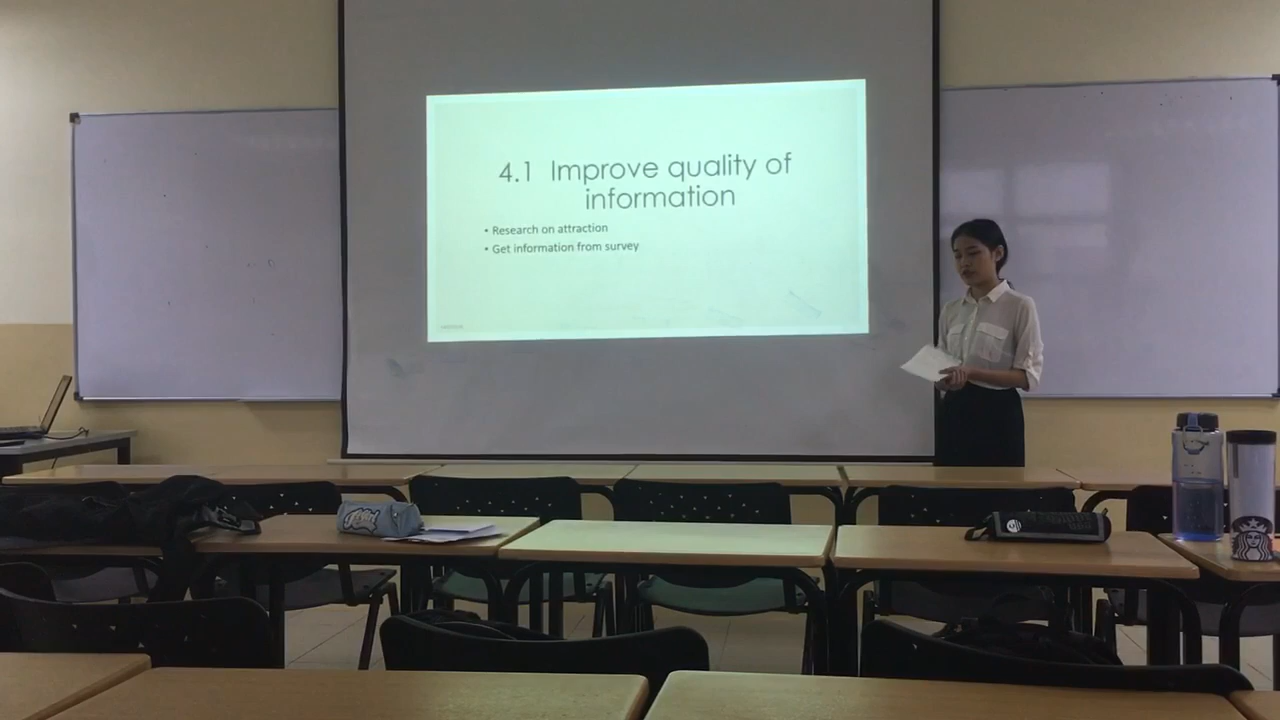 4.1 Improve quality of
information
• Research on attraction
• Get information from survey